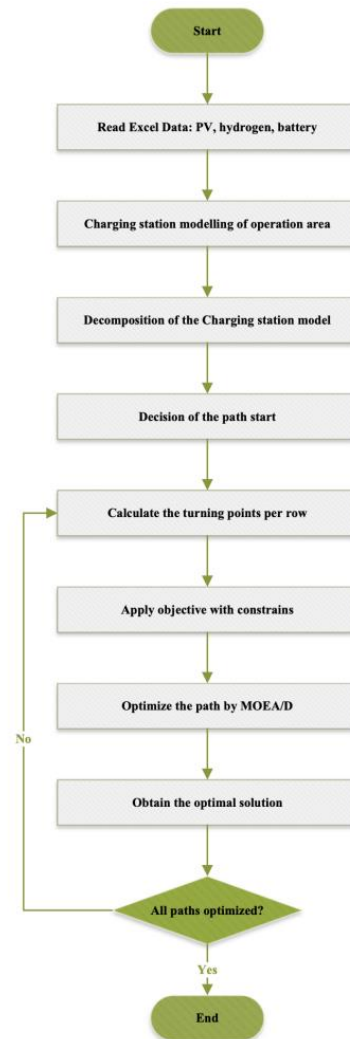 Start
Read Excel Data: PV, hydrogen, battery
Charging station modelling of operation area
Decomposition of the Charging station model
Decision of the path start
Calculate the turning points per row
Apply objective with constrains
Optimize the path by MOEA/D
No
Obtain the optimal solution
All paths optimized?
Yes
End